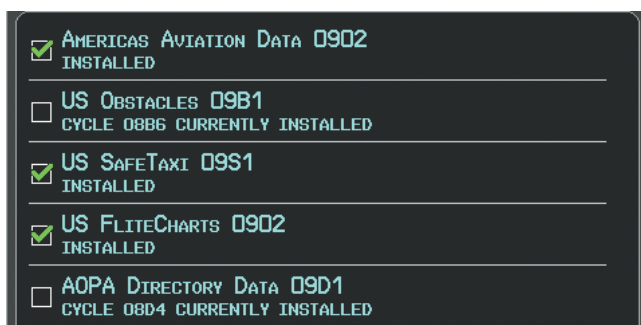 Americas Aviation Data 0902
INSTALLED
US Obstacles 09B1
CYCLE 08B6 CURRENTLY INSTALLED
US SafeTaxi 09S1
INSTALLED
US FliteCharts 0902
INSTALLED
AOPA Directory Data 09D1
CYCLE 08D4 CURRENTLY INSTALLED